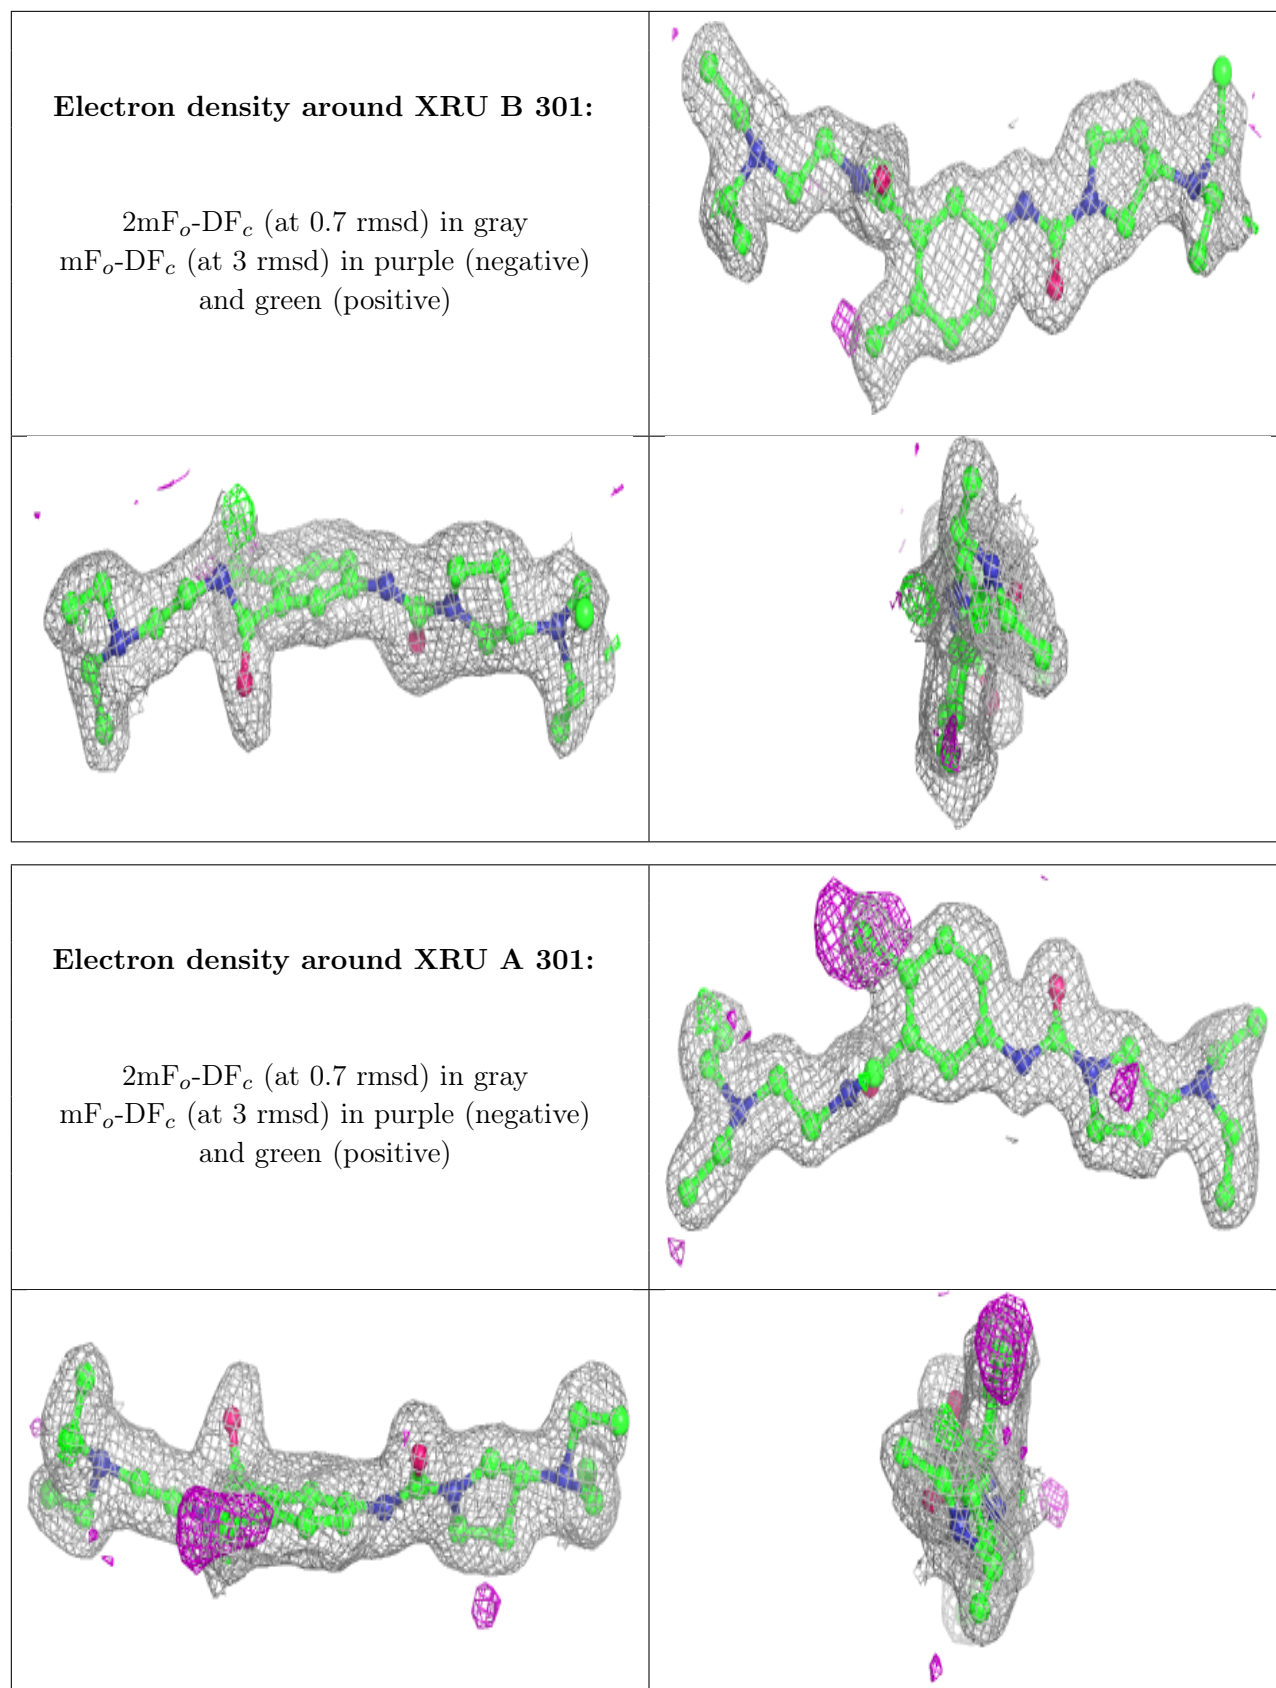 Electron density around XRU B 301:
2mFo-DFc (at 0.7 rmsd) in gray
mFo-DFc (at 3 rmsd) in purple (negative)
and green (positive)
Electron density around XRU A 301:
2mFo-DFc (at 0.7 rmsd) in gray
mFo-DFc (at 3 rmsd) in purple (negative)
and green (positive)